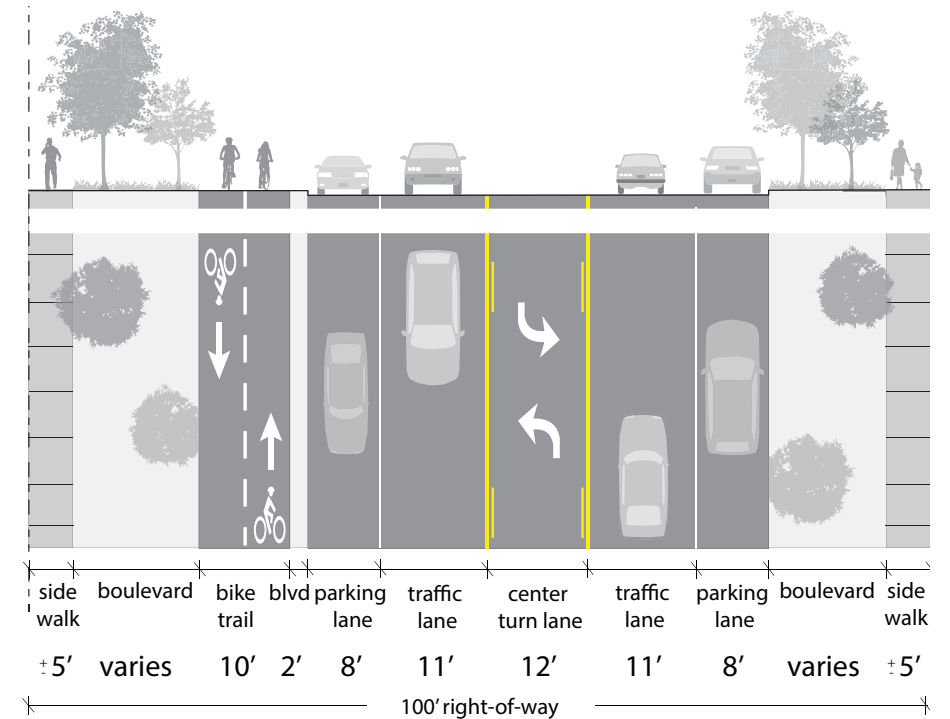 side boulevard bike blvd parking traffic center traffic parking boulevard side
walk trail lane lane turn lane lane lane walk
+-5’ varies 10’ 2’ 8’ 11’ 12’ 11’ 8’ varies +-5’
100’ right-of-way